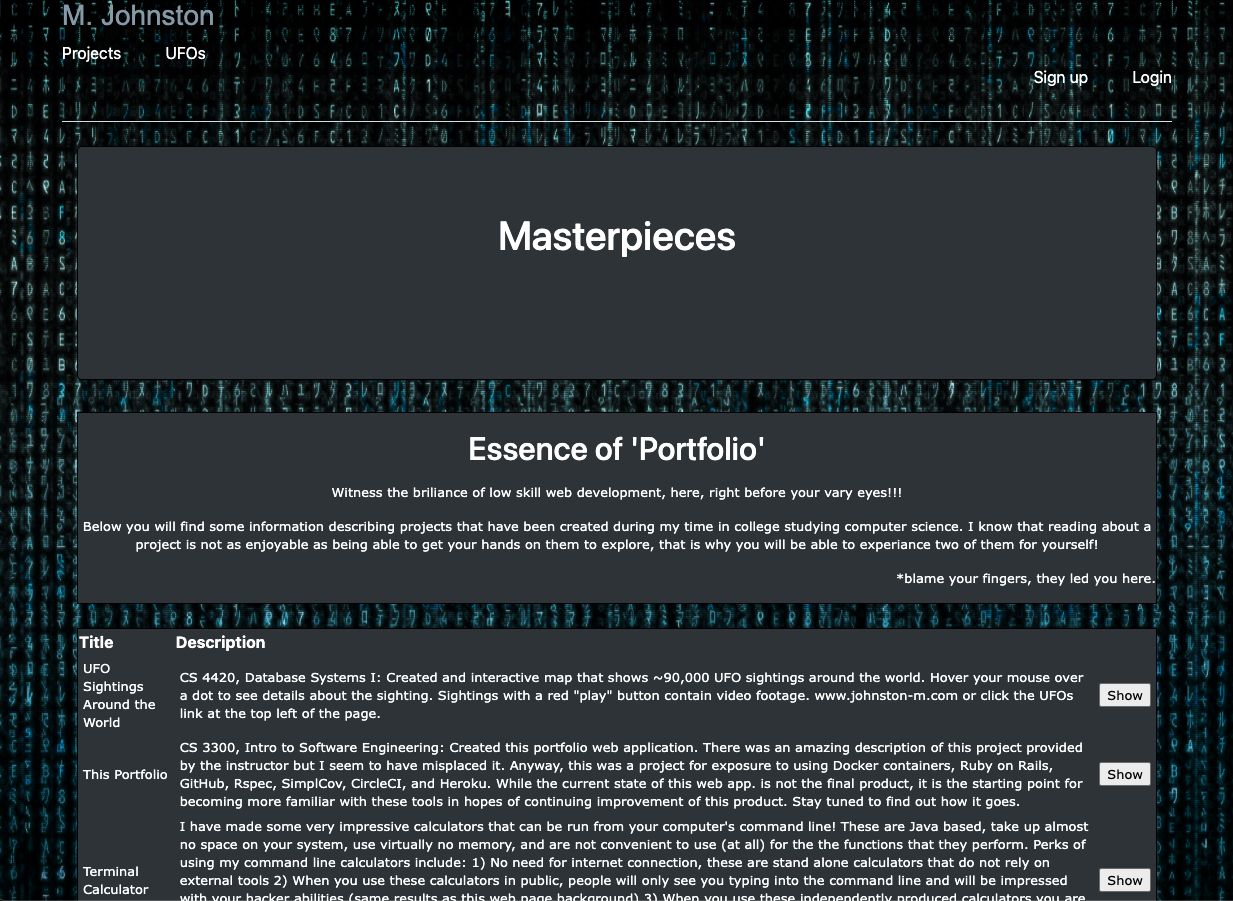 M. Johnston
Projects UFOs
Sign up Login
Masterpieces
Essence of 'Portfolio'
Witness the briliance of low skill web development, here, right before your vary eyes!!!
Below you will find some information describing projects that have been created during my time in college studying computer science. I know that reading about a
project is not as enjoyable as being able to get your hands on them to explore, that is why you will be able to experiance two of them for yourself!
*blame your fingers, they led you here.
Title Description
UFO
Sightings
Around the
World
CS 4420, Database Systems I: Created and interactive map that shows ~90,000 UFO sightings around the world. Hover your mouse over
a dot to see details about the sighting. Sightings with a red "play" button contain video footage. www.johnston-m.com or click the UFOs
link at the top left of the page.
Show
This Portfolio
CS 3300, Intro to Software Engineering: Created this portfolio web application. There was an amazing description of this project provided
by the instructor but I seem to have misplaced it. Anyway, this was a project for exposure to using Docker containers, Ruby on Rails,
GitHub, Rspec, SimplCov, CircleCI, and Heroku. While the current state of this web app. is not the final product, it is the starting point for
becoming more familiar with these tools in hopes of continuing improvement of this product. Stay tuned to find out how it goes.
Show
Terminal
Calculator
I have made some very impressive calculators that can be run from your computer's command line! These are Java based, take up almost
no space on your system, use virtually no memory, and are not convenient to use (at all) for the the functions that they perform. Perks of
using my command line calculators include: 1) No need for internet connection, these are stand alone calculators that do not rely on
external tools 2) When you use these calculators in public, people will only see you typing into the command line and will be impressed
with your hacker abilities (same results as this web page background) 3) When you use these independently produced calculators you are
Show